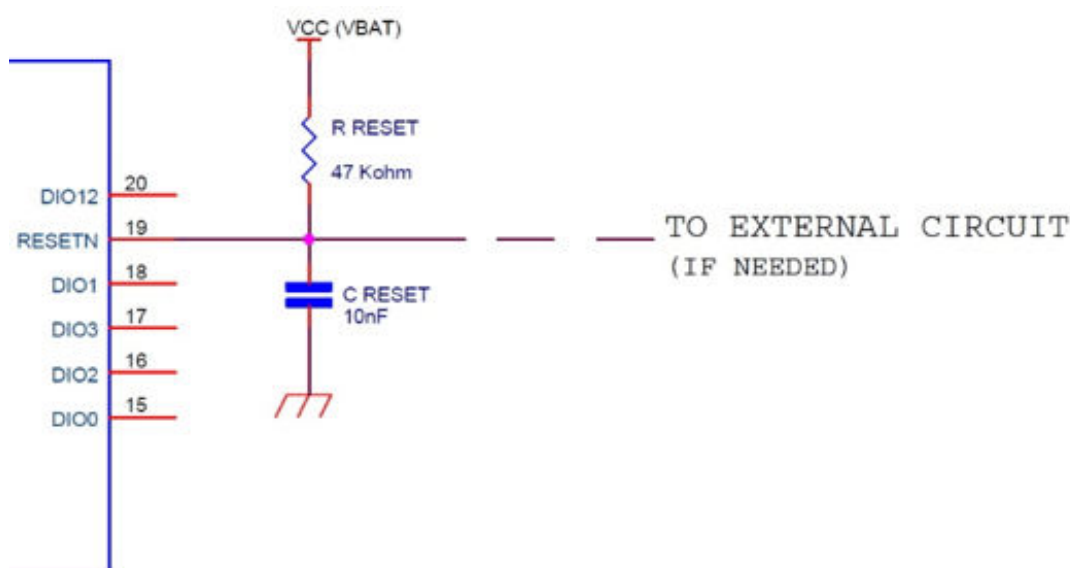 VCC (VBAT)
R RESET
47 Kohm
DIO12 20
RESETN 19
TO EXTERNAL CIRCUIT
(IF NEEDED)
DIO1 18
C RESET
10nF
DIO3 17
DIO2 16
DIO0 15